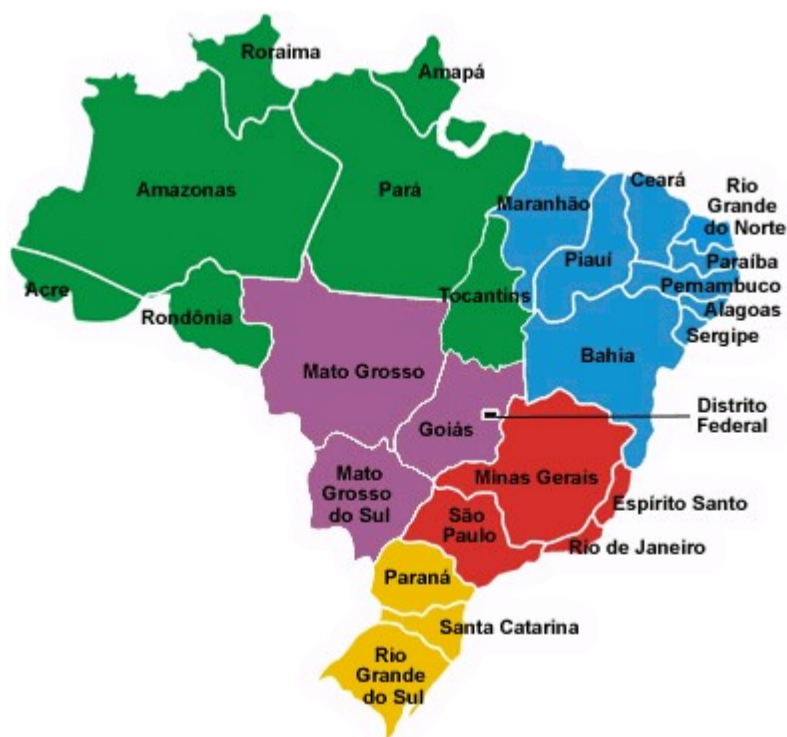 Roraima
Amapá
Amazonas
Pará
Maranhão
Ceará
Rio
Grande
do Norte
Piauí
Paraíba
Pernambuco
Acre
Rondônia
Tocantins
Alagoas
Sergipe
Bahia
Mato Grosso
Distrito
Federal
Goiás
Mato
Grosso
do Sul
Minas Gerais
Espírito Santo
São
Paulo
Rio de Janeiro
Paraná
Santa Catarina
Rio
Grande
do Sul